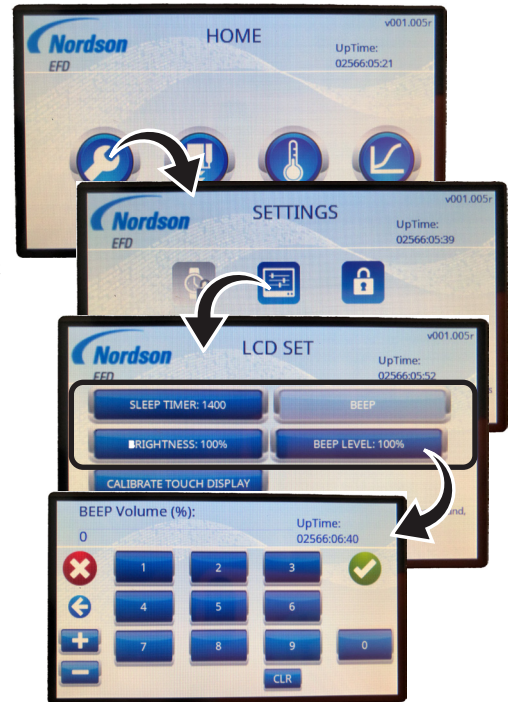 v001.005r
Nordson
EFD
HOME
UpTime:
02566:05:21
v001.005r
Nordson
EFD
SETTINGS
UpTime:
02566:05:39
v001.005r
Nordson
EFD
LCD SET
UpTime:
02566:05:52
SLEEP TIMER: 1400
BEEP
BRIGHTNESS: 100%
BEEP LEVEL: 100%
CALIBRATE TOUCH DISPLAY
BEEP Volume (%):
0
UpTime:
02566:06:40
1
2
3
4
5
6
7
8
9
0
CLR